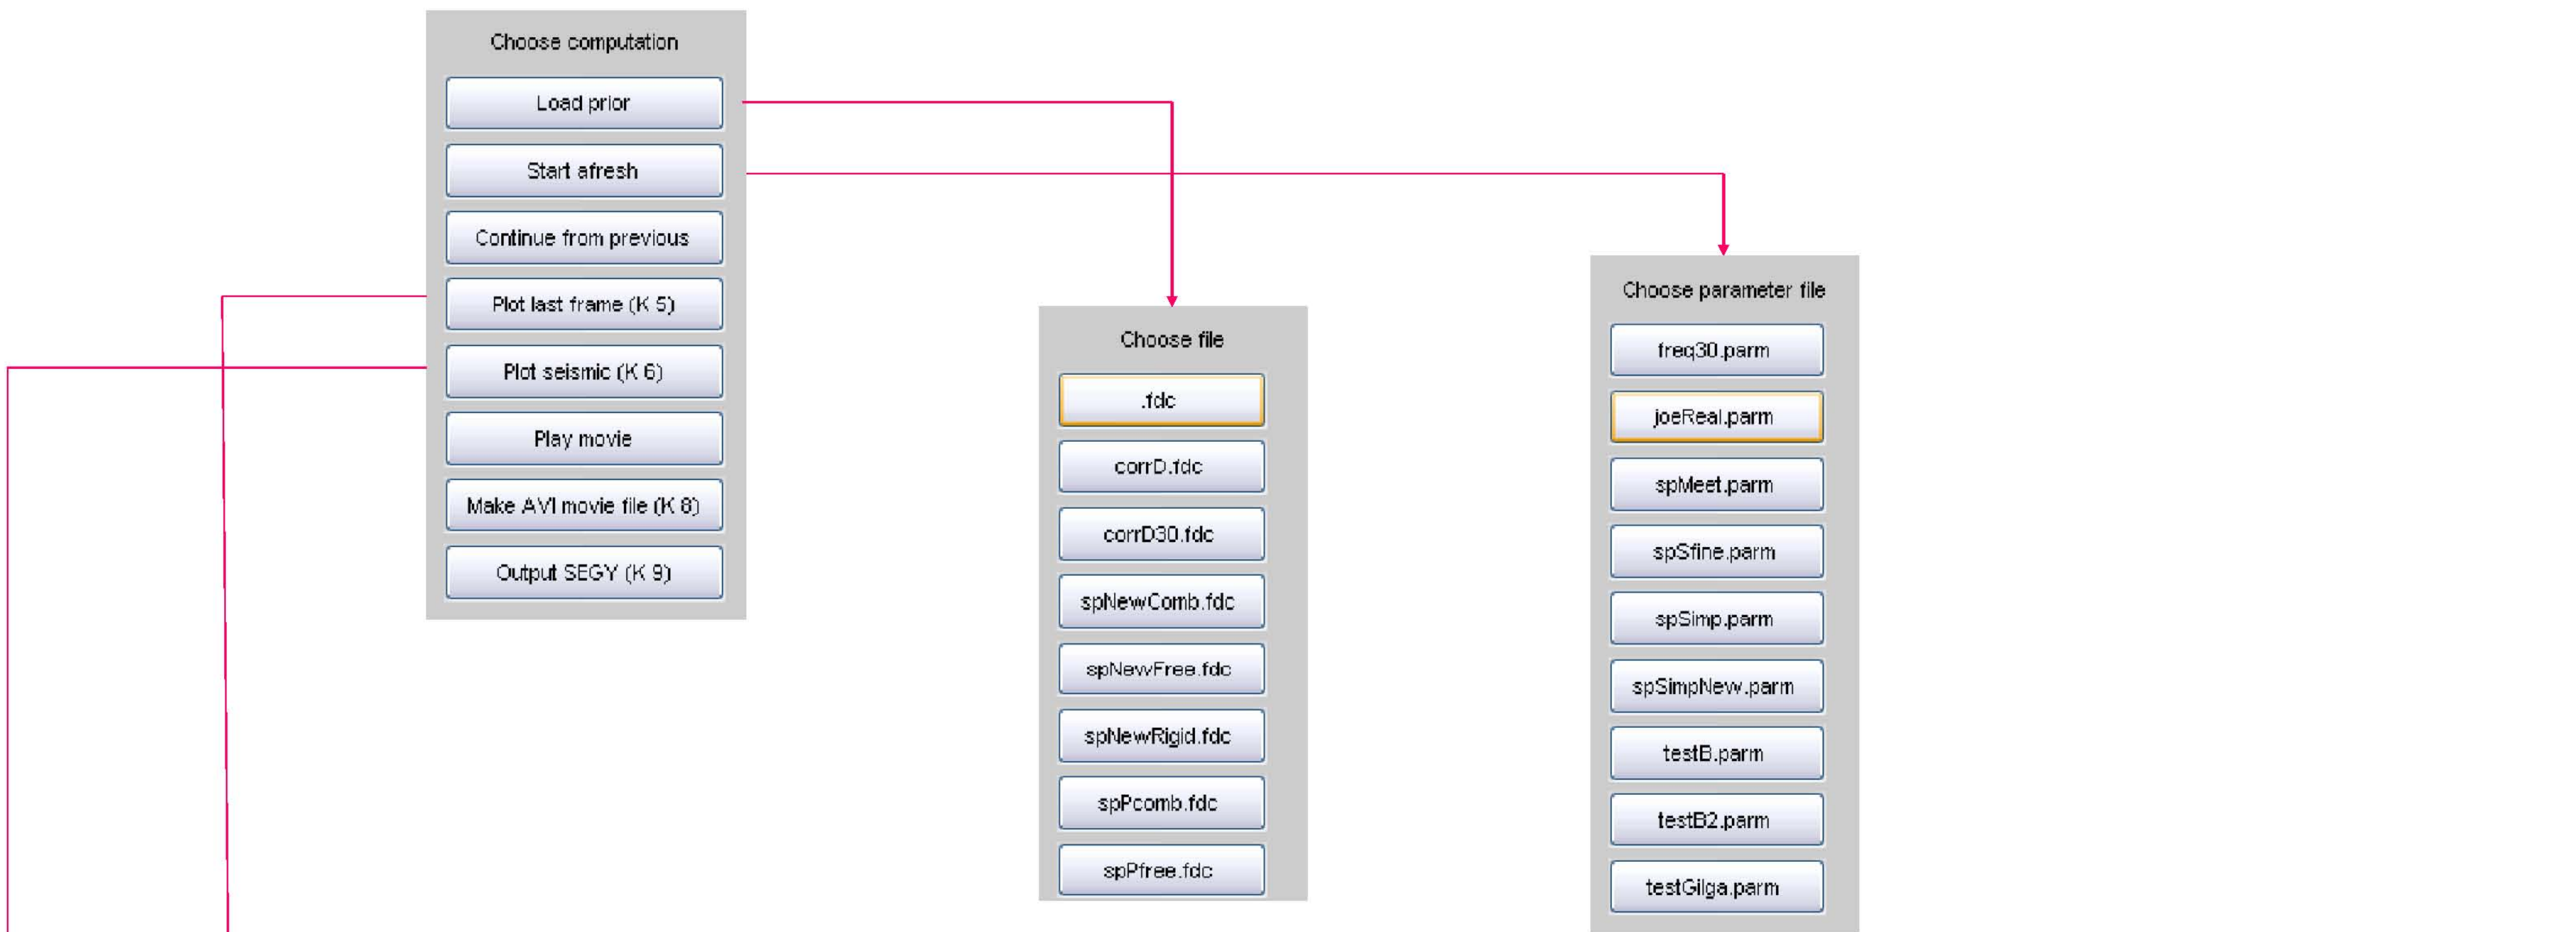 Choose computation
Load prior
Start afresh
Continue from previous
Plot last frame (K 5)
Plot seismic (K 6)
Play movie
Make AVI movie file (K 8)
Output SEGY (K 9)
Choose file
.fdc
corrD.fdc
corrD30.fdc
spNewComb.fdc
spNewFree.fdc
spNewRigid.fdc
spPcomb.fdc
spPfree.fdc
Choose parameter file
freq30.parm
joeReal.parm
spMeet.parm
spSfine.parm
spSimp.parm
spSimpNew.parm
testB.parm
testB2.parm
testGilga.parm